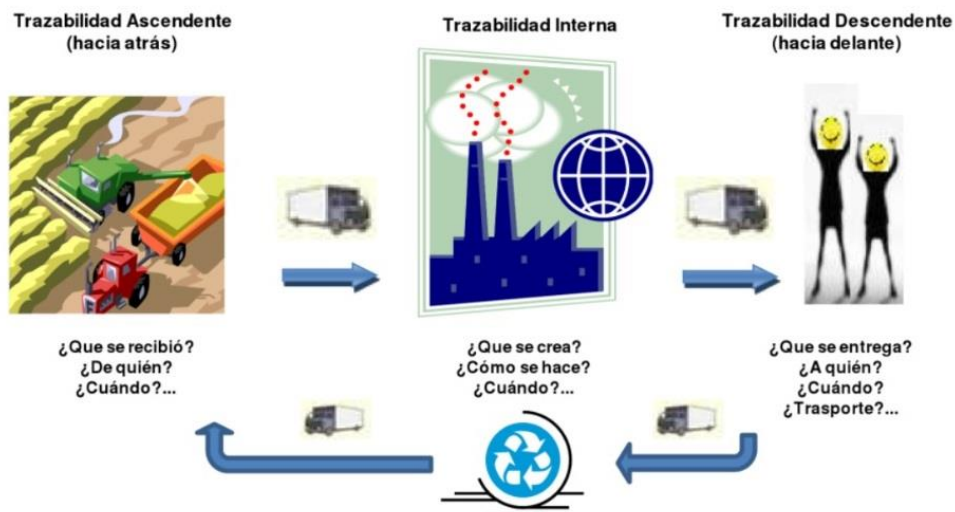 Trazabilidad Ascendente
(hacia atrás)
Trazabilidad Interna
Trazabilidad Descendente
(hacia delante)
¿Que se recibió?
¿De quién?
¿Cuándo?...
¿Que se crea?
¿Cómo se hace?
¿Cuándo?...
¿Que se entrega?
¿A quién?
¿Cuándo?
¿Trasporte?...